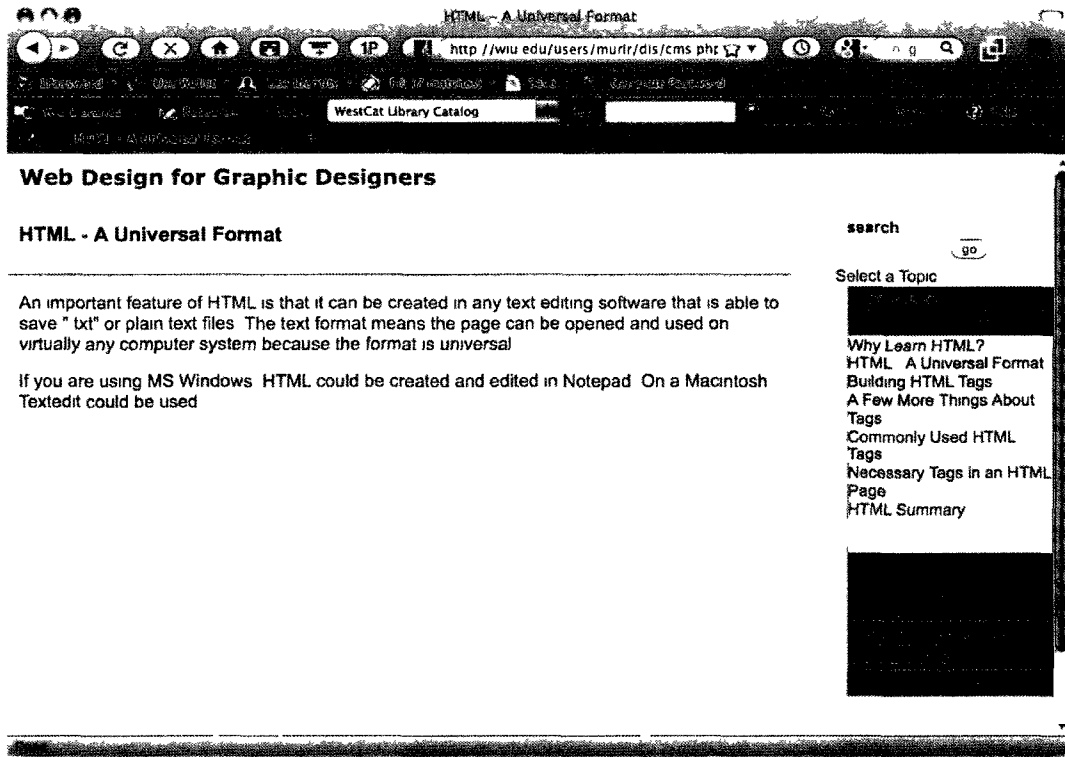 HTML - A Universal Format
1P
http //wiu edu/users/murlr/dis/cms php
WestCat Library Catalog
Web Design for Graphic Designers
HTML - A Universal Format
An important feature of HTML is that it can be created in any text editing software that is able to
save " txt" or plain text files The text format means the page can be opened and used on
virtually any computer system because the format is universal
If you are using MS Windows HTML could be created and edited in Notepad On a Macintosh
Textedit could be used
search
go
Select a Topic
Why Learn HTML?
HTML A Universal Format
Building HTML Tags
A Few More Things About
Tags
Commonly Used HTML
Tags
Necessary Tags in an HTML
Page
HTML Summary